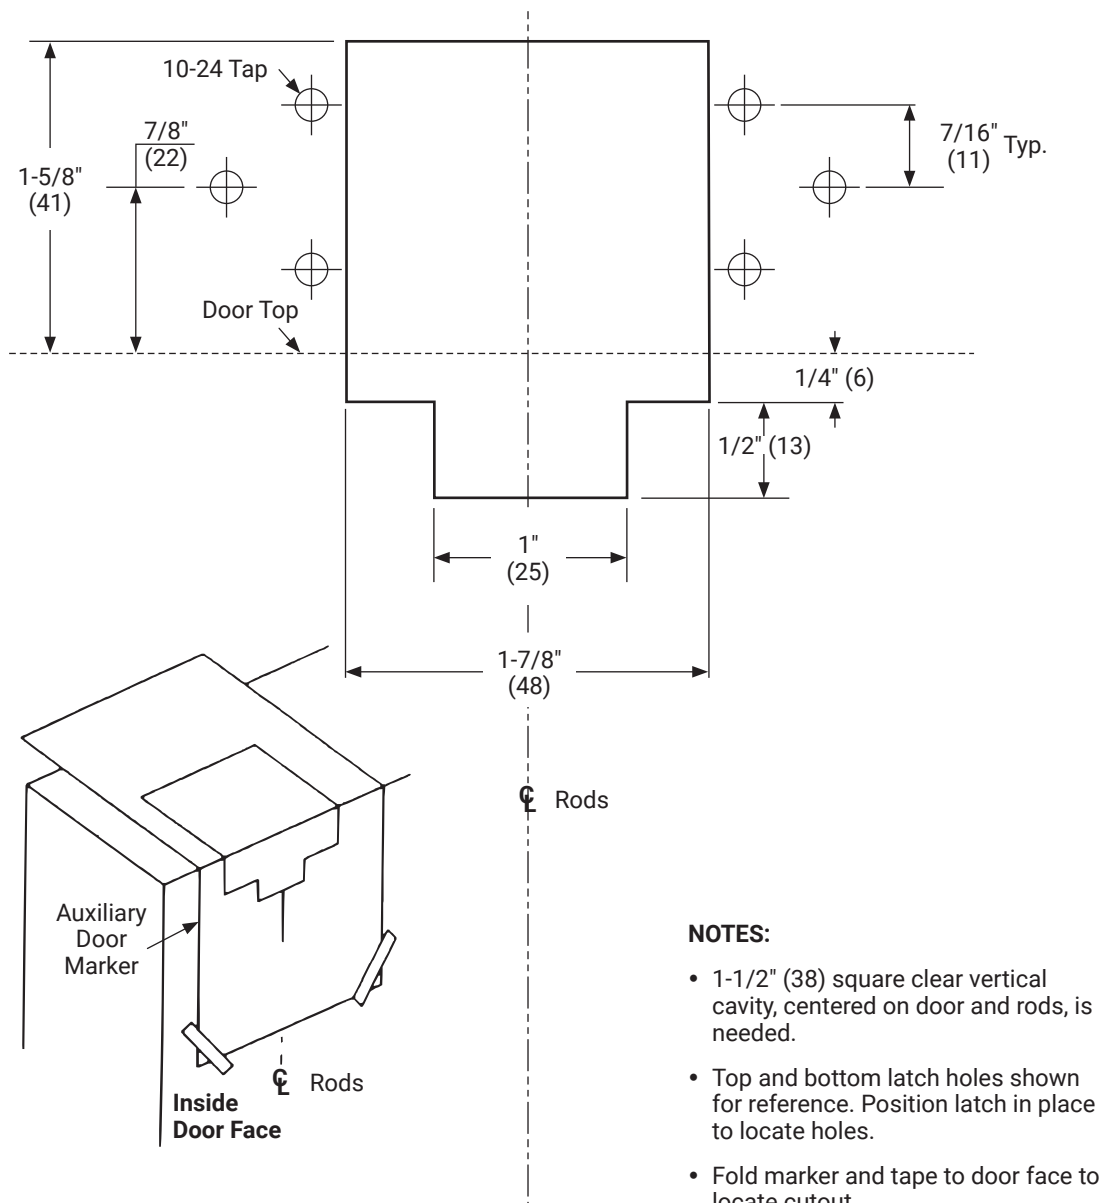 10-24 Tap
7/8"
(22)
1-5/8"
(41)
7/16"
(11)
Typ.
Door Top
1/4" (6)
1/2" (13)
1"
(25)
1-7/8"
(48)
℄ Rods
Auxiliary
Door
Marker
℄ Rods
Inside
Door Face
NOTES:
• 1-1/2" (38) square clear vertical
cavity, centered on door and rods, is
needed.
• Top and bottom latch holes shown
for reference. Position latch in place
to locate holes.
• Fold marker and tape to door face to
locate cutout